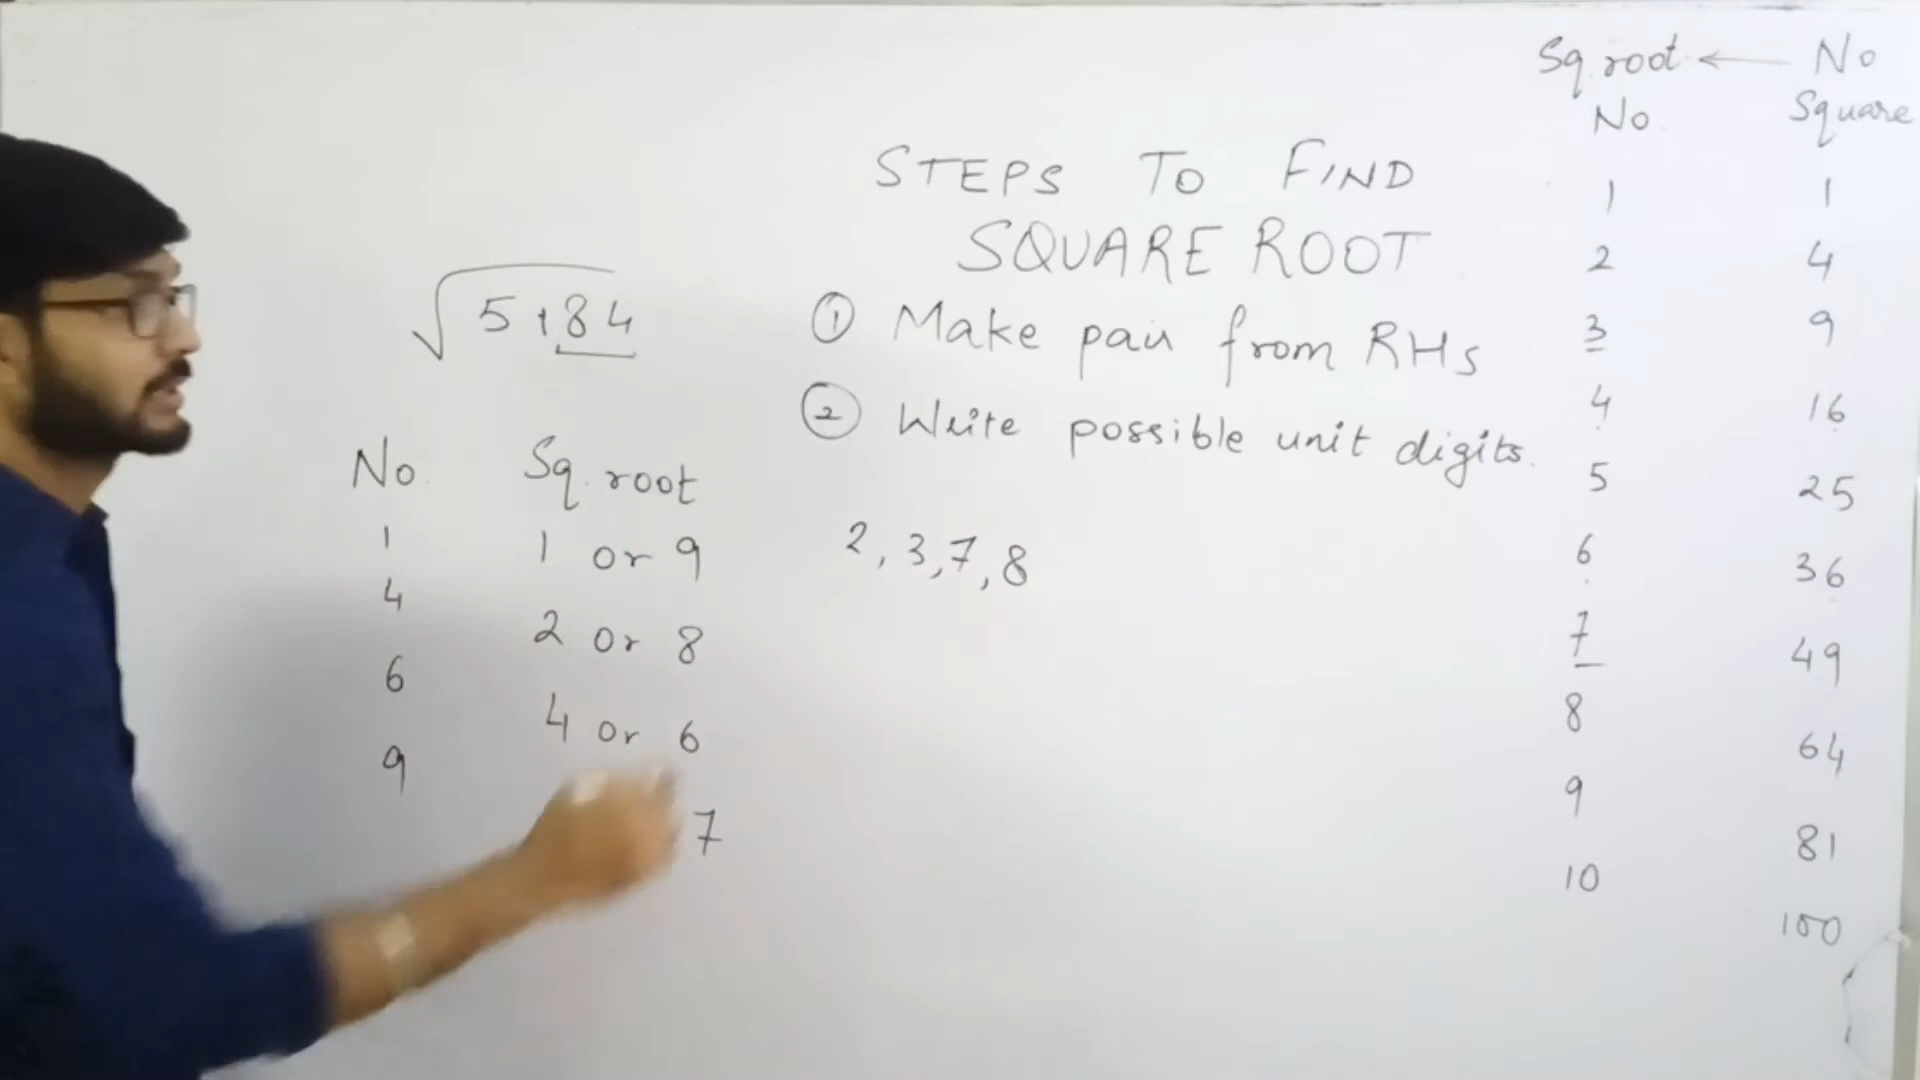 STEPS TO FIND
SQUARE ROOT
① Make pair from RHS
② Write possible unit digits.
2, 3, 7, 8
√5,84
No. Sq. root
1 1 or 9
4 2 or 8
6 4 or 6
9 7
Sq. root ← No
No. Square
1 1
2 4
3 9
4 16
5 25
6 36
7 49
8 64
9 81
10 100